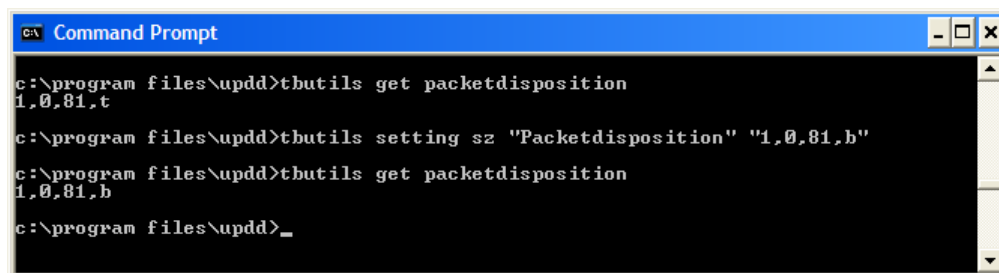 Command Prompt
c:\program files\updd>tbutils get packetdisposition
1,0,81,t
c:\program files\updd>tbutils setting sz "Packetdisposition" "1,0,81,b"
c:\program files\updd>tbutils get packetdisposition
1,0,81,b
c:\program files\updd>_